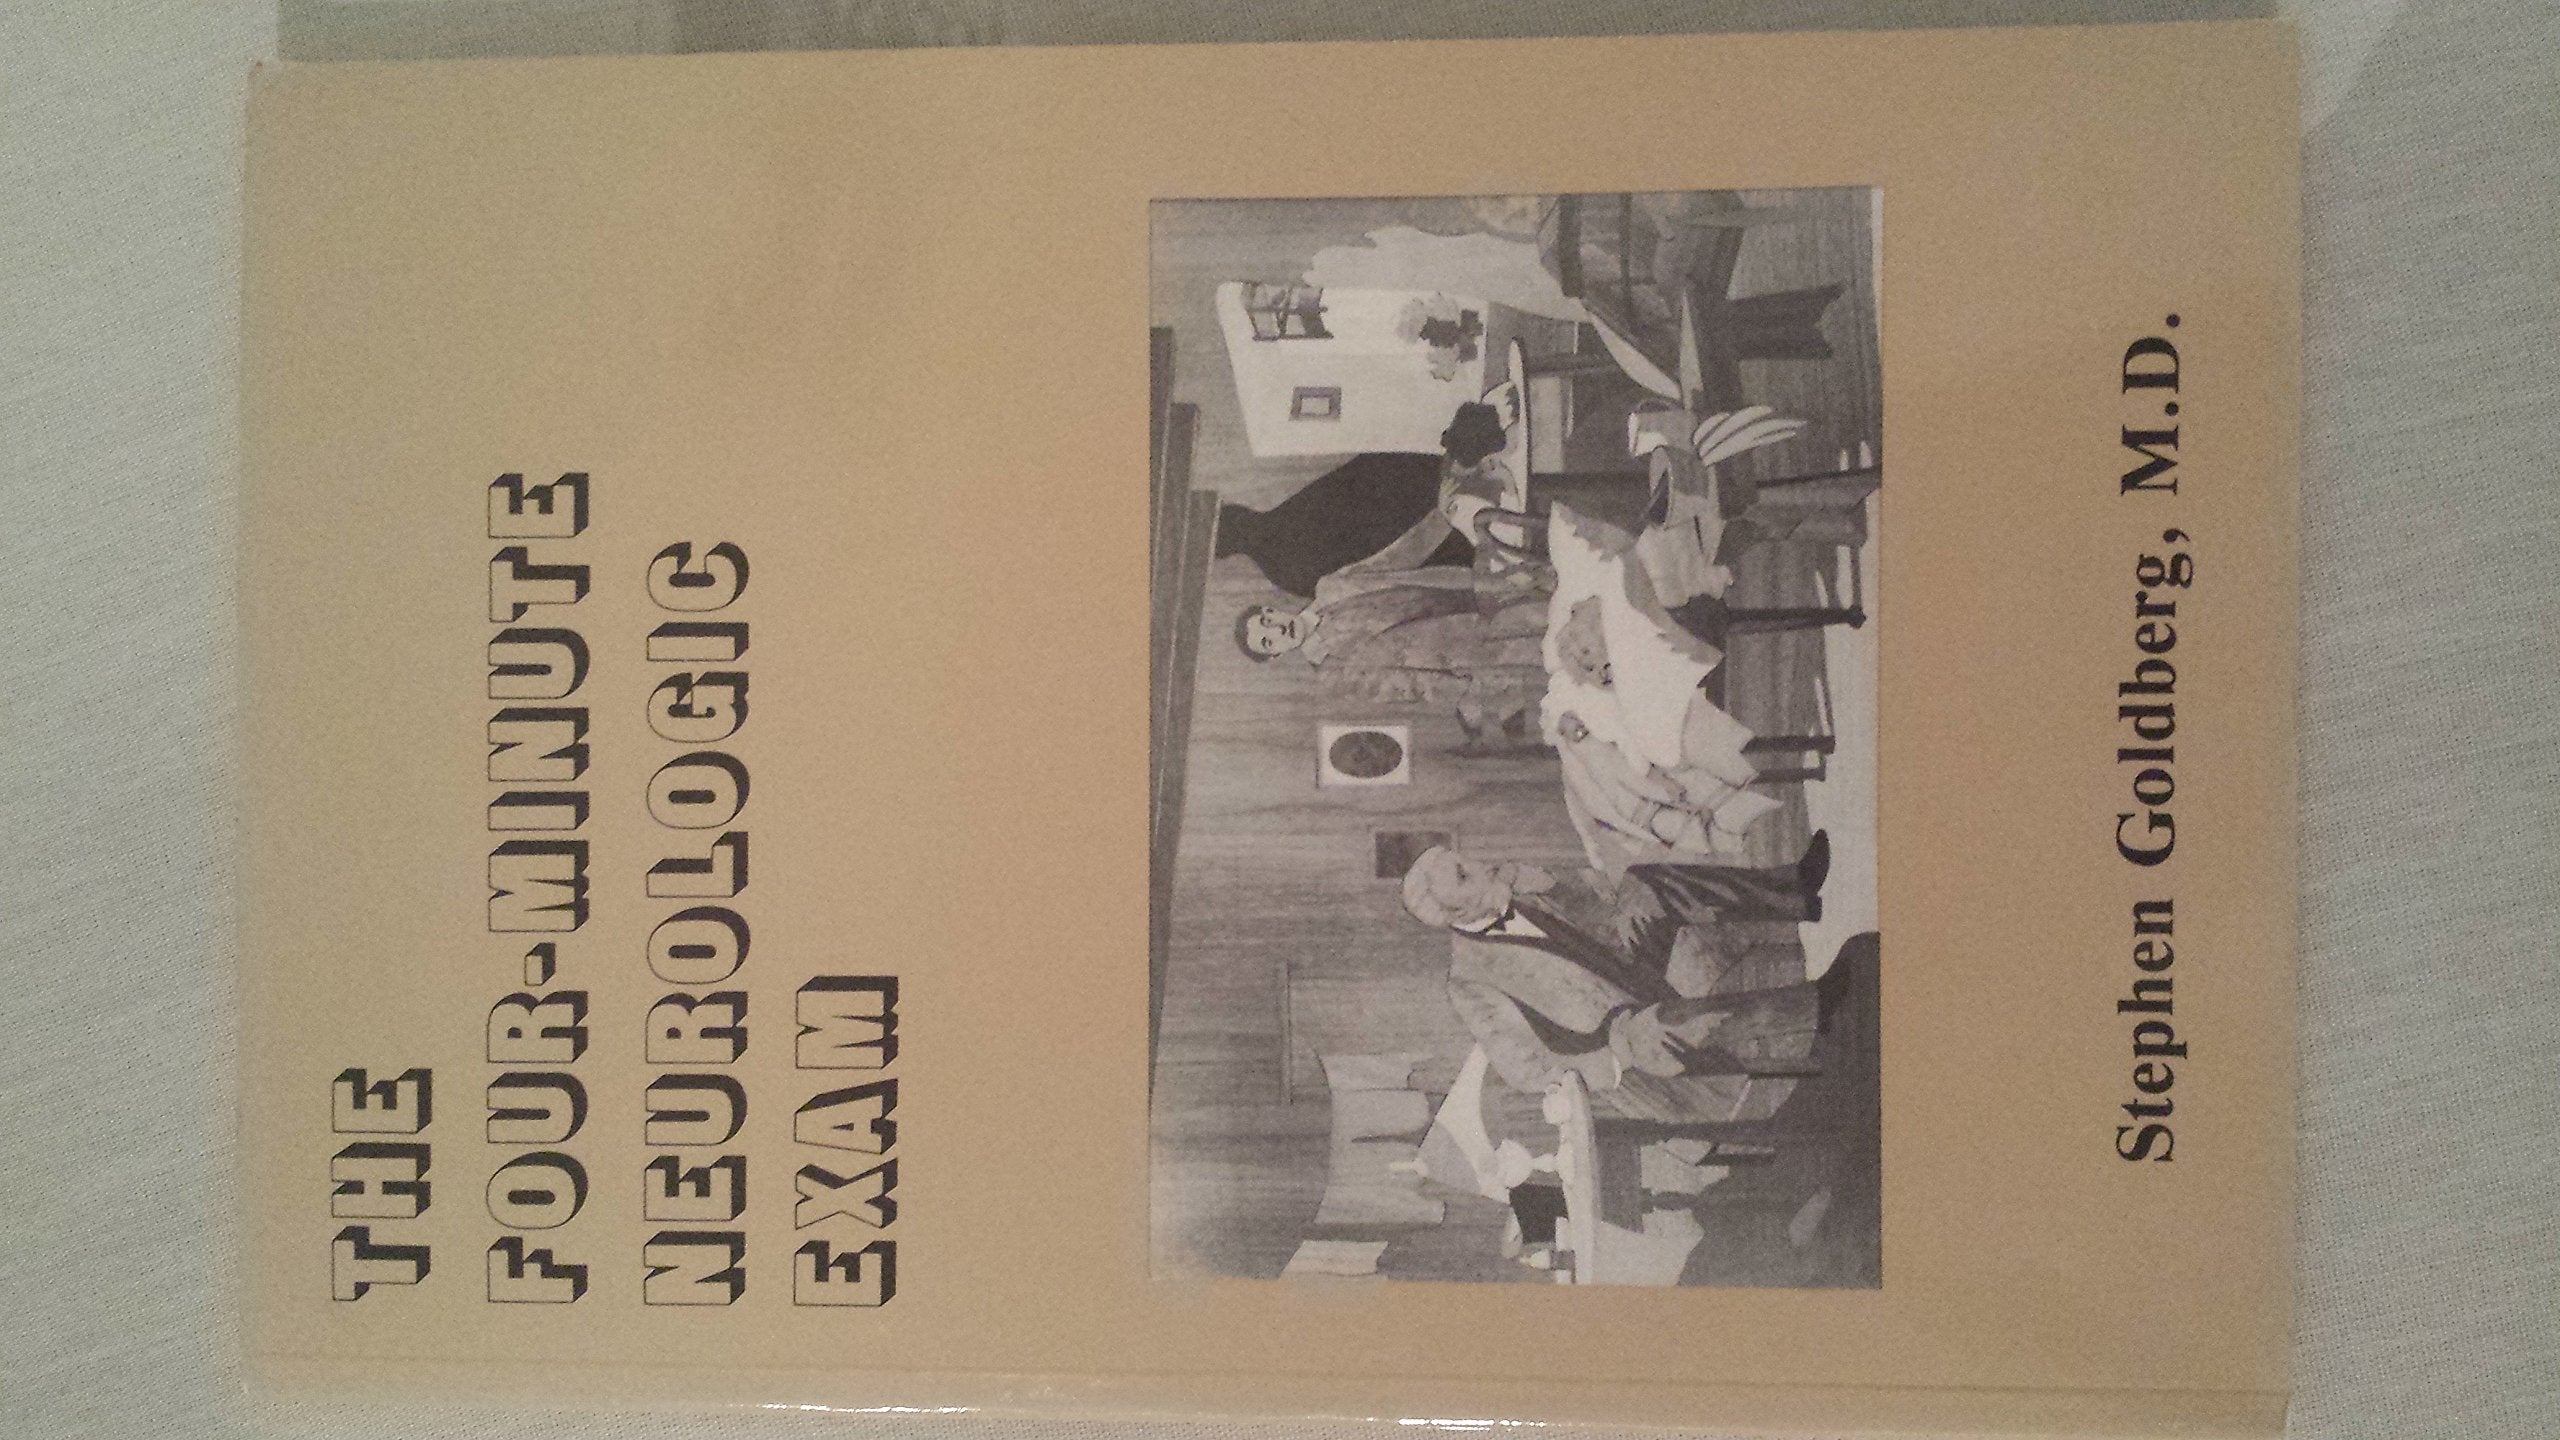 THE
FOUR-MINUTE
NEUROLOGIC
EXAM
Stephen Goldberg, M.D.